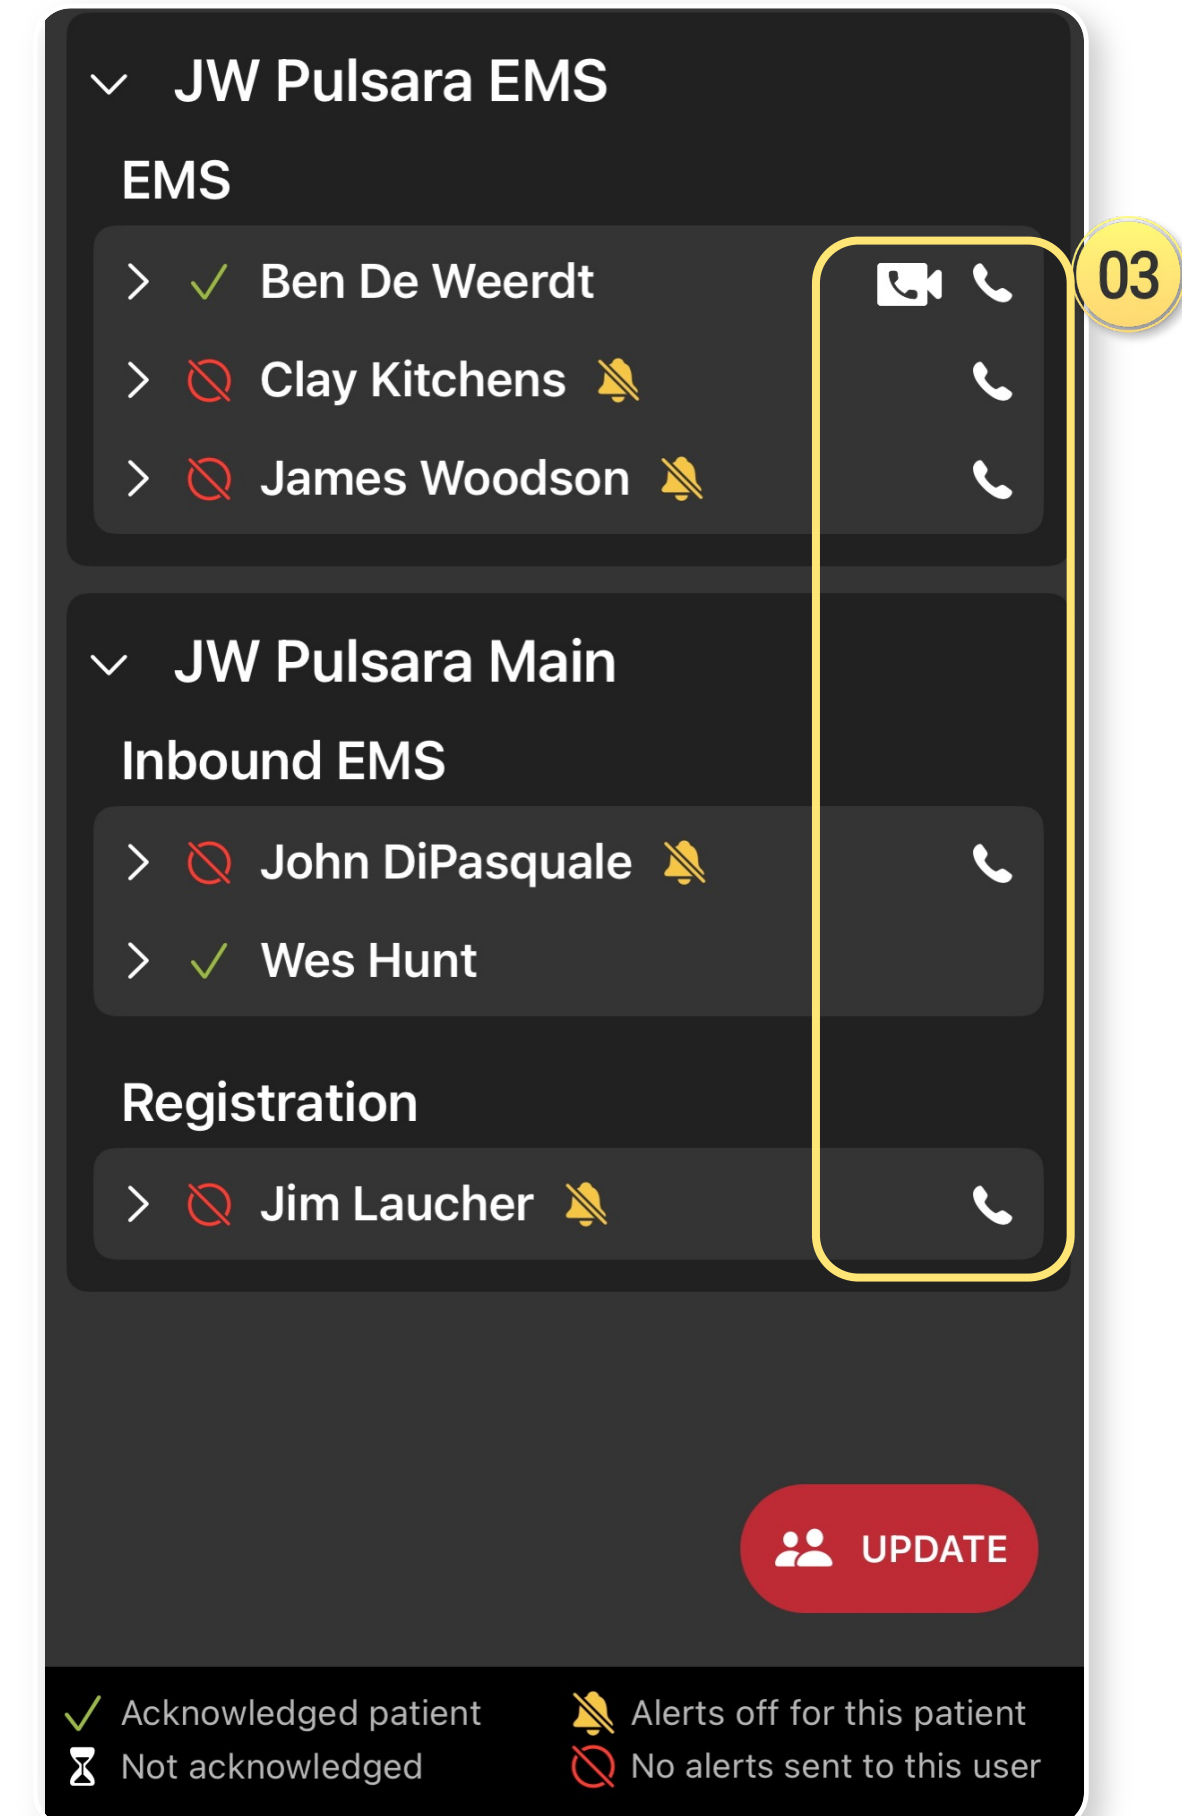 JW Pulsara EMS
EMS
Ben De Weerdt
03
Clay Kitchens
James Woodson
JW Pulsara Main
Inbound EMS
John DiPasquale
Wes Hunt
Registration
Jim Laucher
UPDATE
Acknowledged patient
Alerts off for this patient
Not acknowledged
No alerts sent to this user